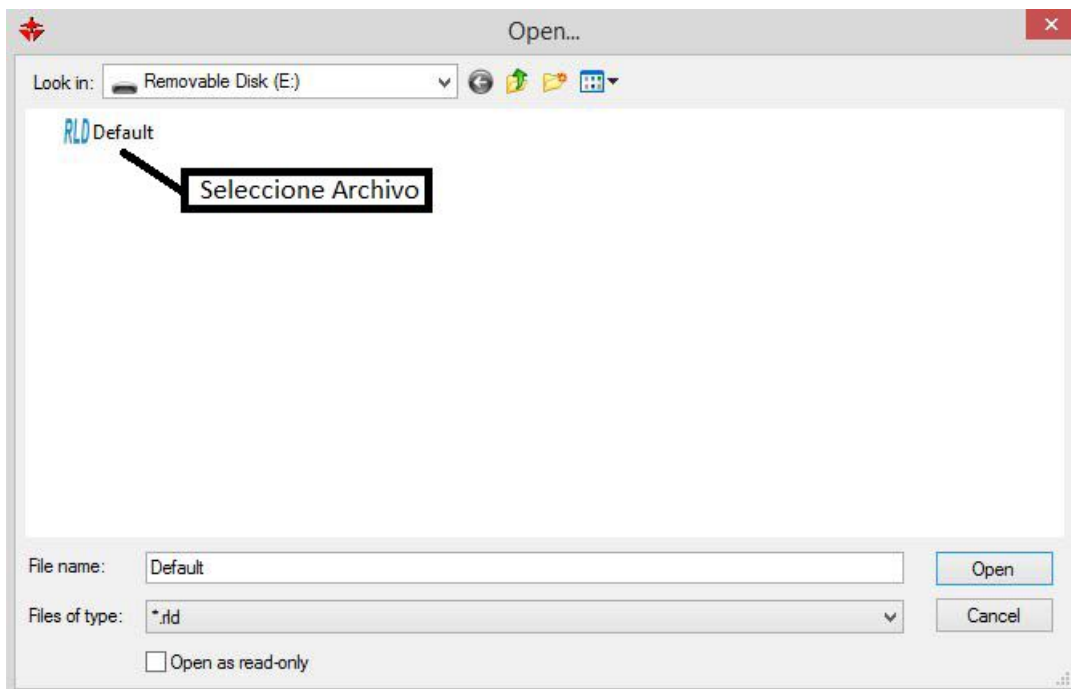 Open...
Look in: Removable Disk (E:)
RLD Default
Seleccione Archivo
File name: Default Open
Files of type: *.rld Cancel
Open as read-only